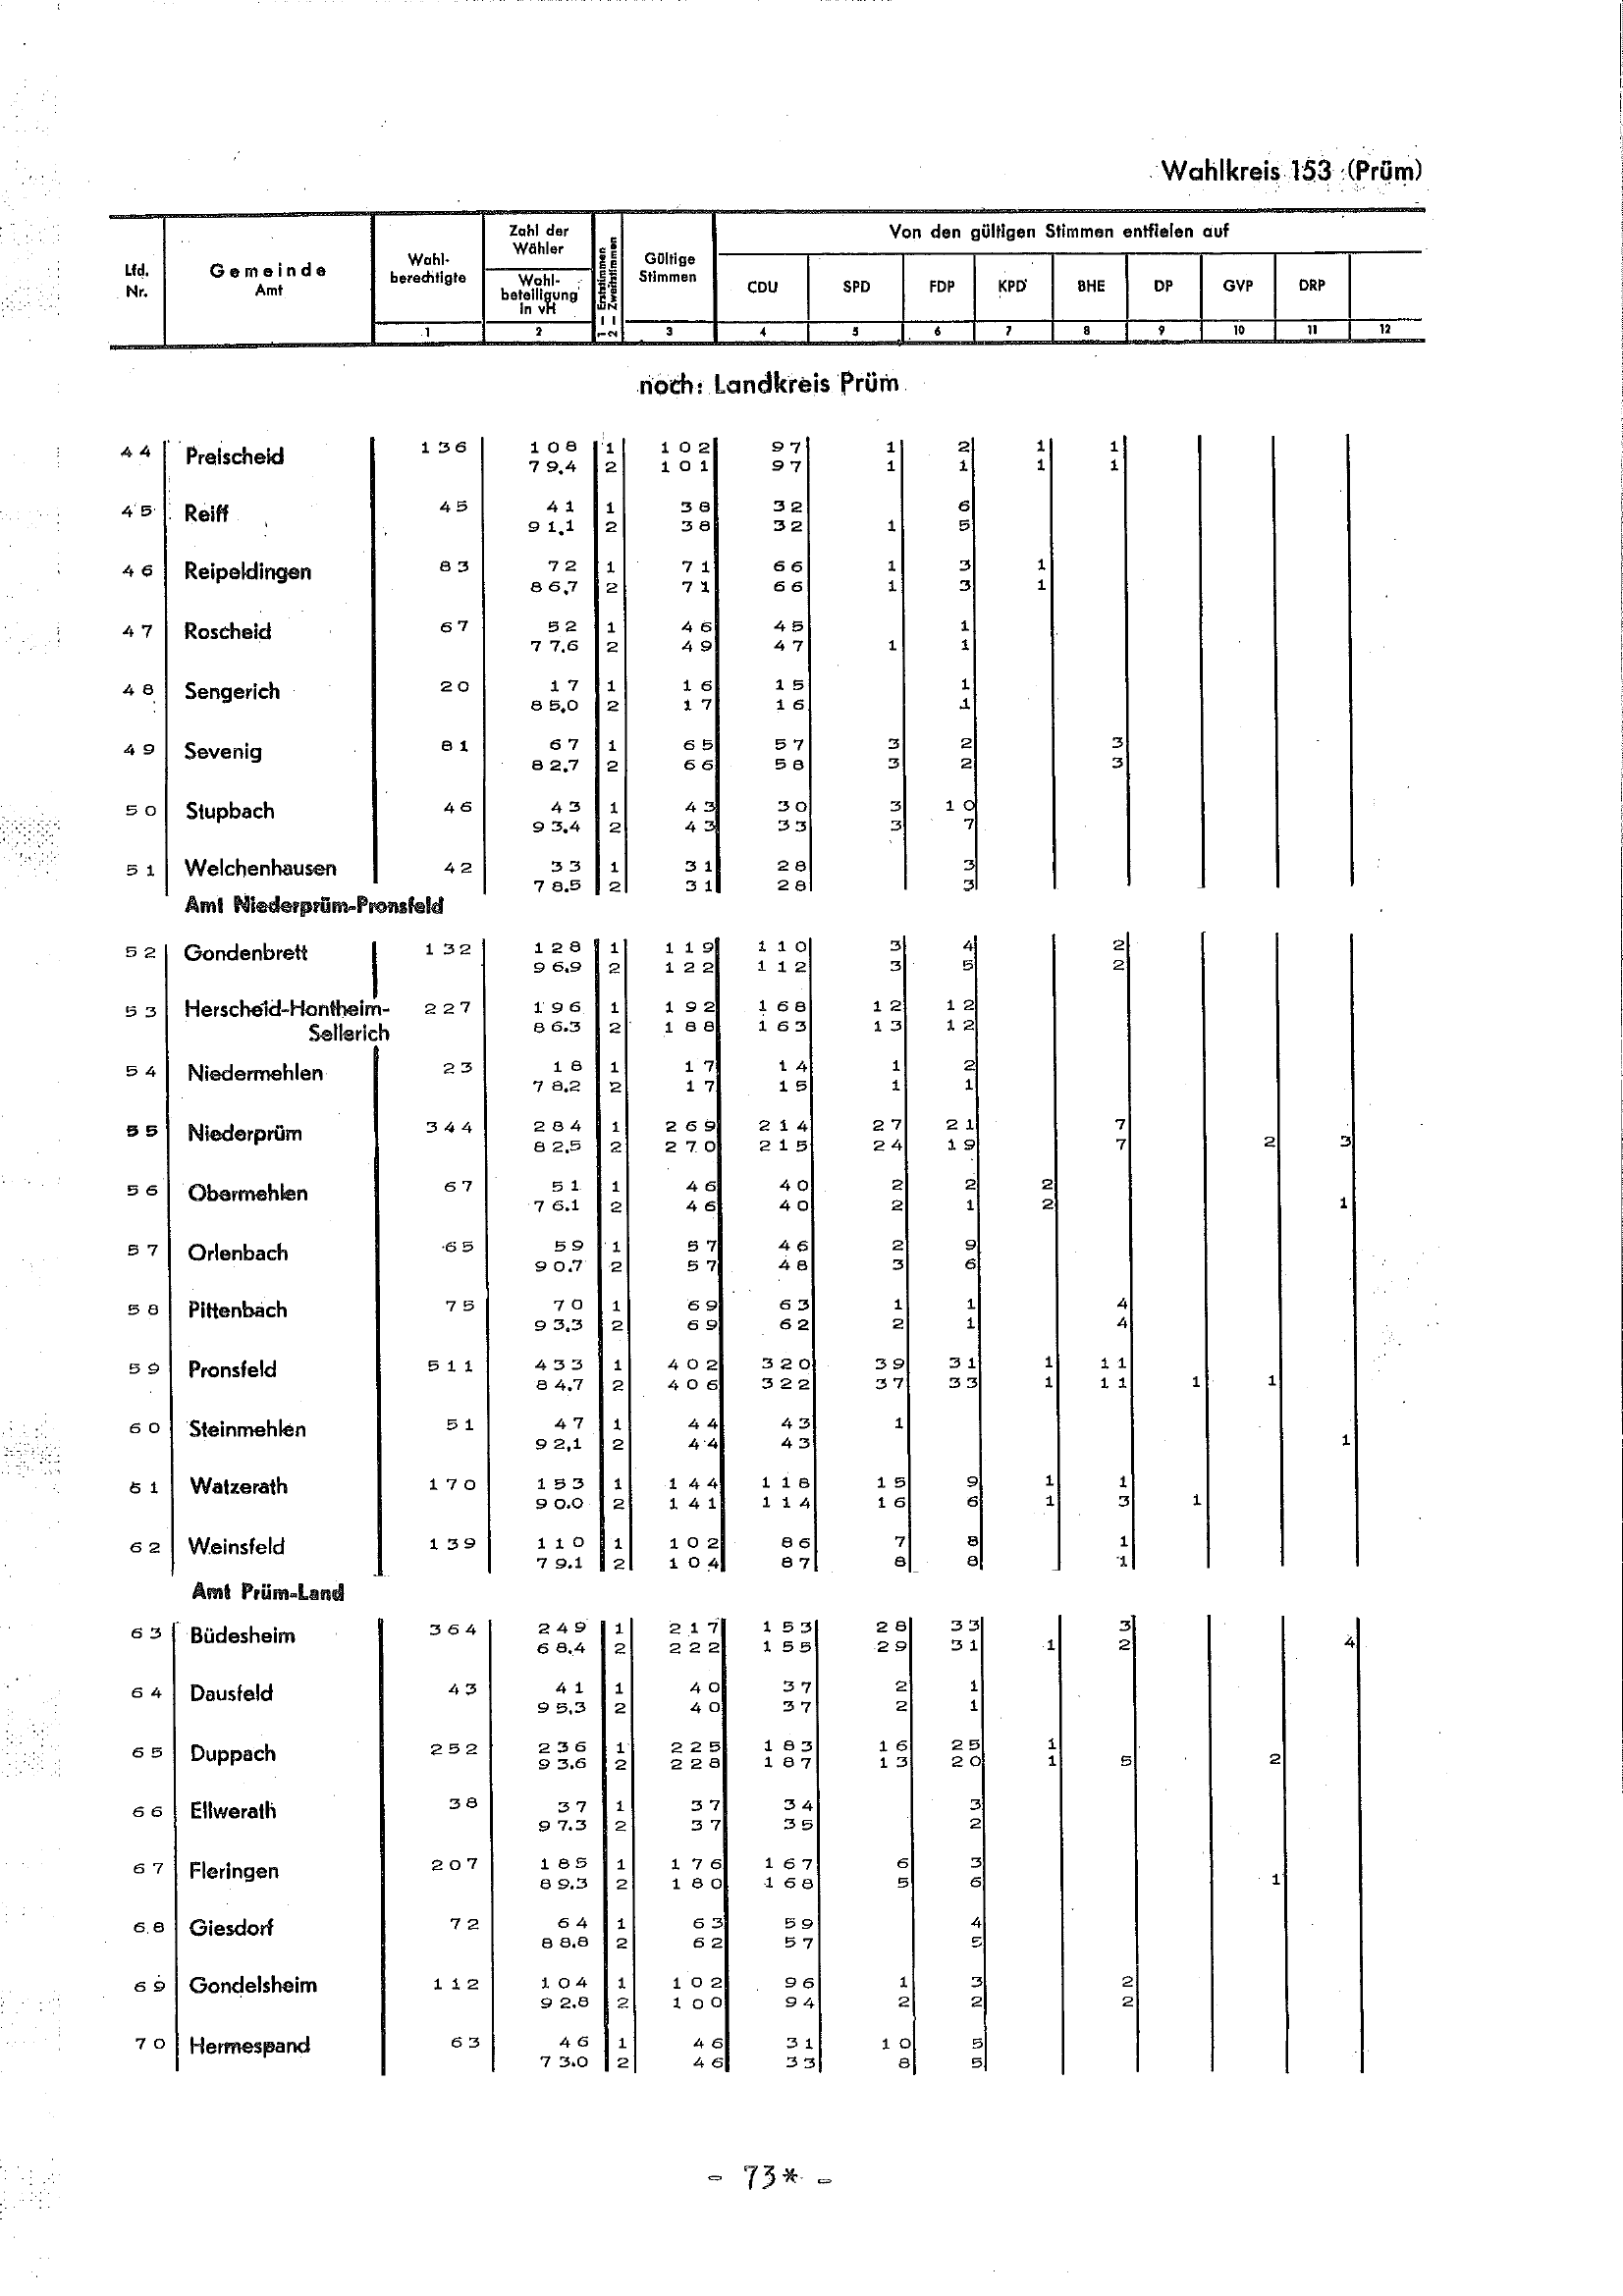 Wahlkreis 153 (Prüm)
Lfd. Nr. | Gemeinde Amt | Wahl-berechtigte | Zahl der Wähler | Wahl-beteiligung in vH | 1 = Erststimmen 2 = Zweitstimmen | Gültige Stimmen | Von den gültigen Stimmen entfielen auf
CDU SPD FDP KPD BHE DP GVP DRP
1 2 3 4 5 6 7 8 9 10 11 12
noch: Landkreis Prüm
44 Preischeid 136 108 1 102 97 1 2 1 1
79,4 2 101 97 1 1 1 1
45 Reiff 45 41 1 38 32 6
91,1 2 38 32 1 5
46 Reipeldingen 83 72 1 71 66 1 3 1
86,7 2 71 66 1 3 1
47 Roscheid 67 52 1 46 45 1
77,6 2 49 47 1 1
48 Sengerich 20 17 1 16 15 1
85,0 2 17 16 1
49 Sevenig 81 67 1 65 57 3 2 3
82,7 2 66 58 3 2 3
50 Stupbach 46 43 1 43 30 3 10
93,4 2 43 33 3 7
51 Welchenhausen 42 33 1 31 28 3
78,5 2 31 28 3
Amt Niederprüm-Pronsfeld
52 Gondenbrett 132 128 1 119 110 3 4 2
96,9 2 122 112 3 5 2
53 Herscheid-Hontheim- 227 196 1 192 168 12 12
Sellerich 86,3 2 188 163 13 12
54 Niedermehlen 23 18 1 17 14 1 2
78,2 2 17 15 1 1
55 Niederprüm 344 284 1 269 214 27 21 7
82,5 2 270 215 24 19 7 2 3
56 Obermehlen 67 51 1 46 40 2 2 2
76,1 2 46 40 2 1 2 1
57 Orlenbach 65 59 1 57 46 2 9
90,7 2 57 48 3 6
58 Pittenbach 75 70 1 69 63 1 1 4
93,3 2 69 62 2 1 4
59 Pronsfeld 511 433 1 402 320 39 31 1 11
84,7 2 406 322 37 33 1 11 1 1
60 Steinmehlen 51 47 1 44 43 1
92,1 2 44 43 1
61 Watzerath 170 153 1 144 118 15 9 1 1
90,0 2 141 114 16 6 1 3 1
62 Weinsfeld 139 110 1 102 86 7 8 1
79,1 2 104 87 8 8 1
Amt Prüm-Land
63 Büdesheim 364 249 1 217 153 28 33 3
68,4 2 222 155 29 31 1 2 4
64 Dausfeld 43 41 1 40 37 2 1
95,3 2 40 37 2 1
65 Duppach 252 236 1 225 183 16 25 1
93,6 2 228 187 13 20 1 5 2
66 Ellwerath 38 37 1 37 34 3
97,3 2 37 35 2
67 Fleringen 207 185 1 176 167 6 3
89,3 2 180 168 5 6 1
68 Giesdorf 72 64 1 63 59 4
88,8 2 62 57 5
69 Gondelsheim 112 104 1 102 96 1 3 2
92,8 2 100 94 2 2 2
70 Hermespand 63 46 1 46 31 10 5
73,0 2 46 33 8 5
- 73* -